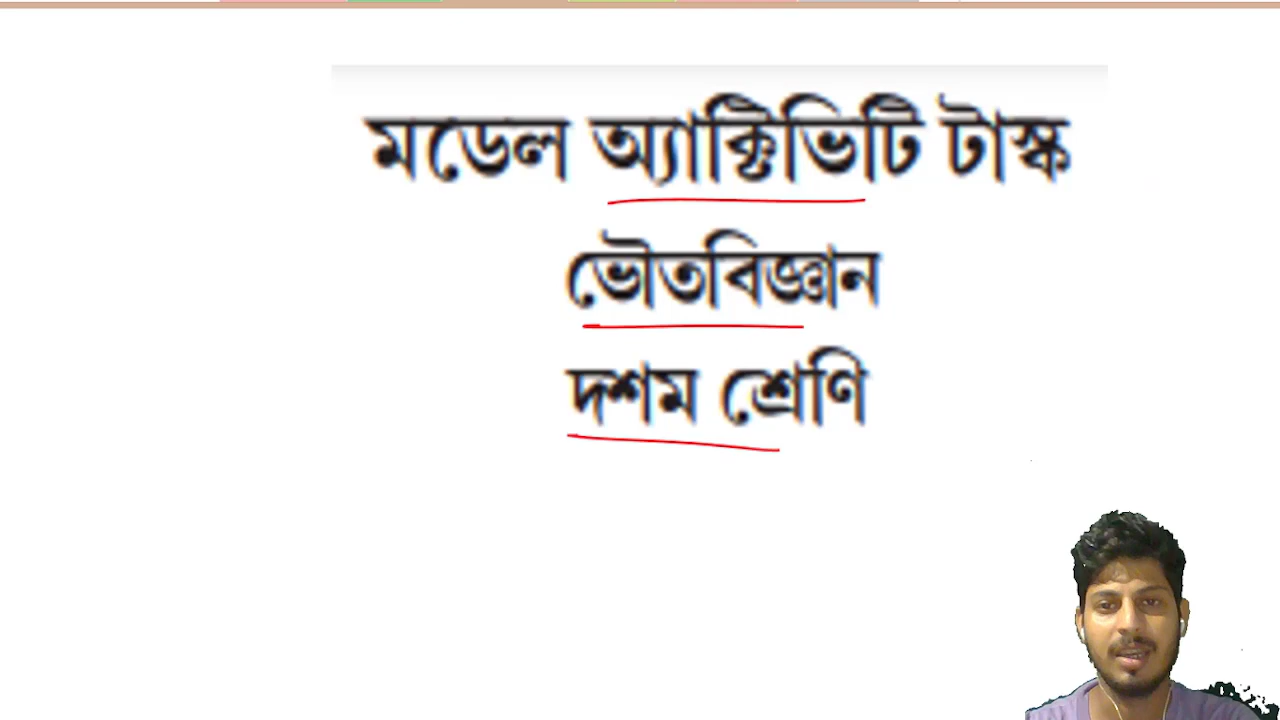 মডেল অ্যাক্টিভিটি টাস্ক
ভৌতবিজ্ঞান
দশম শ্রেণি